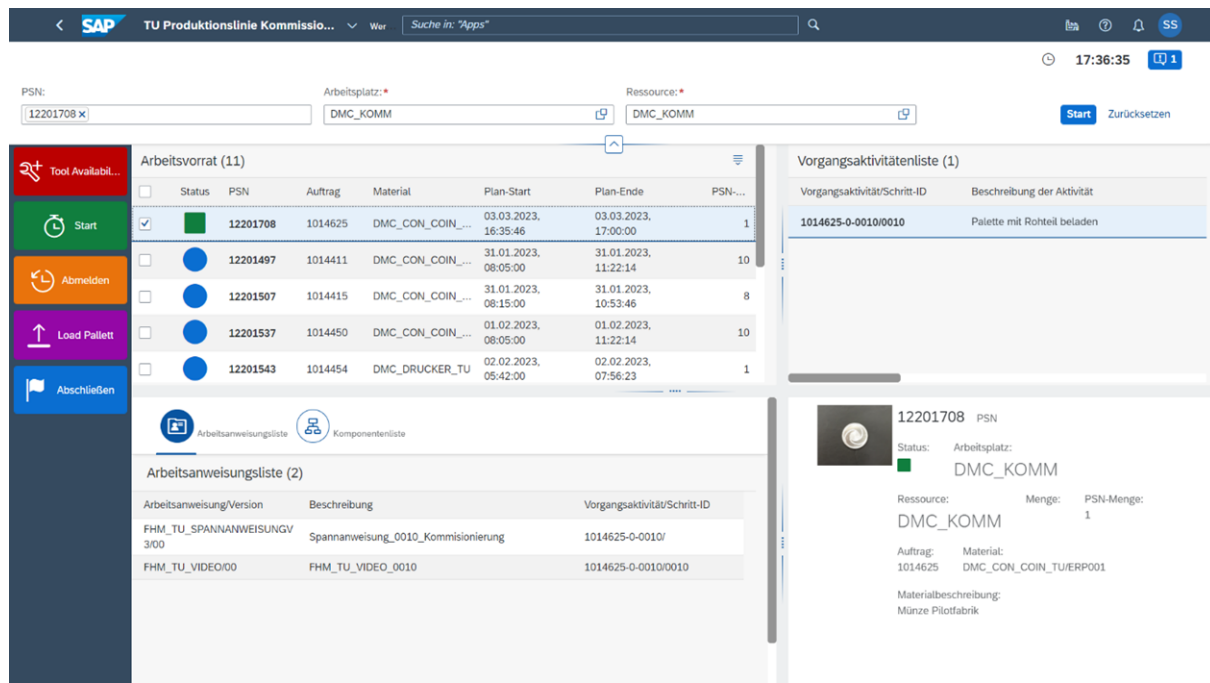 SAP TU Produktionslinie Kommissio... Wer Suche in: "Apps" SS
17:36:35 1
PSN: Arbeitsplatz:* Ressource:*
12201708 DMC_KOMM DMC_KOMM Start Zurücksetzen
Tool Availabil...
Start
Abmelden
Load Pallett
Abschließen
Arbeitsvorrat (11)
Status PSN Auftrag Material Plan-Start Plan-Ende PSN-...
12201708 1014625 DMC_CON_COIN_... 03.03.2023, 16:35:46 03.03.2023, 17:00:00 1
12201497 1014411 DMC_CON_COIN_... 31.01.2023, 08:05:00 31.01.2023, 11:22:14 10
12201507 1014415 DMC_CON_COIN_... 31.01.2023, 08:15:00 31.01.2023, 10:53:46 8
12201537 1014450 DMC_CON_COIN_... 01.02.2023, 08:05:00 01.02.2023, 11:22:14 10
12201543 1014454 DMC_DRUCKER_TU 02.02.2023, 05:42:00 02.02.2023, 07:56:23 1
Vorgangsaktivitätenliste (1)
Vorgangsaktivität/Schritt-ID Beschreibung der Aktivität
1014625-0-0010/0010 Palette mit Rohteil beladen
Arbeitsanweisungsliste Komponentenliste
Arbeitsanweisungsliste (2)
Arbeitsanweisung/Version Beschreibung Vorgangsaktivität/Schritt-ID
FHM_TU_SPANNANWEISUNGV
3/00 Spannanweisung_0010_Kommisionierung 1014625-0-0010/
FHM_TU_VIDEO/00 FHM_TU_VIDEO_0010 1014625-0-0010/0010
12201708 PSN
Status: Arbeitsplatz:
DMC_KOMM
Ressource: Menge: PSN-Menge:
DMC_KOMM 1
Auftrag: Material:
1014625 DMC_CON_COIN_TU/ERP001
Materialbeschreibung:
Münze Pilotfabrik